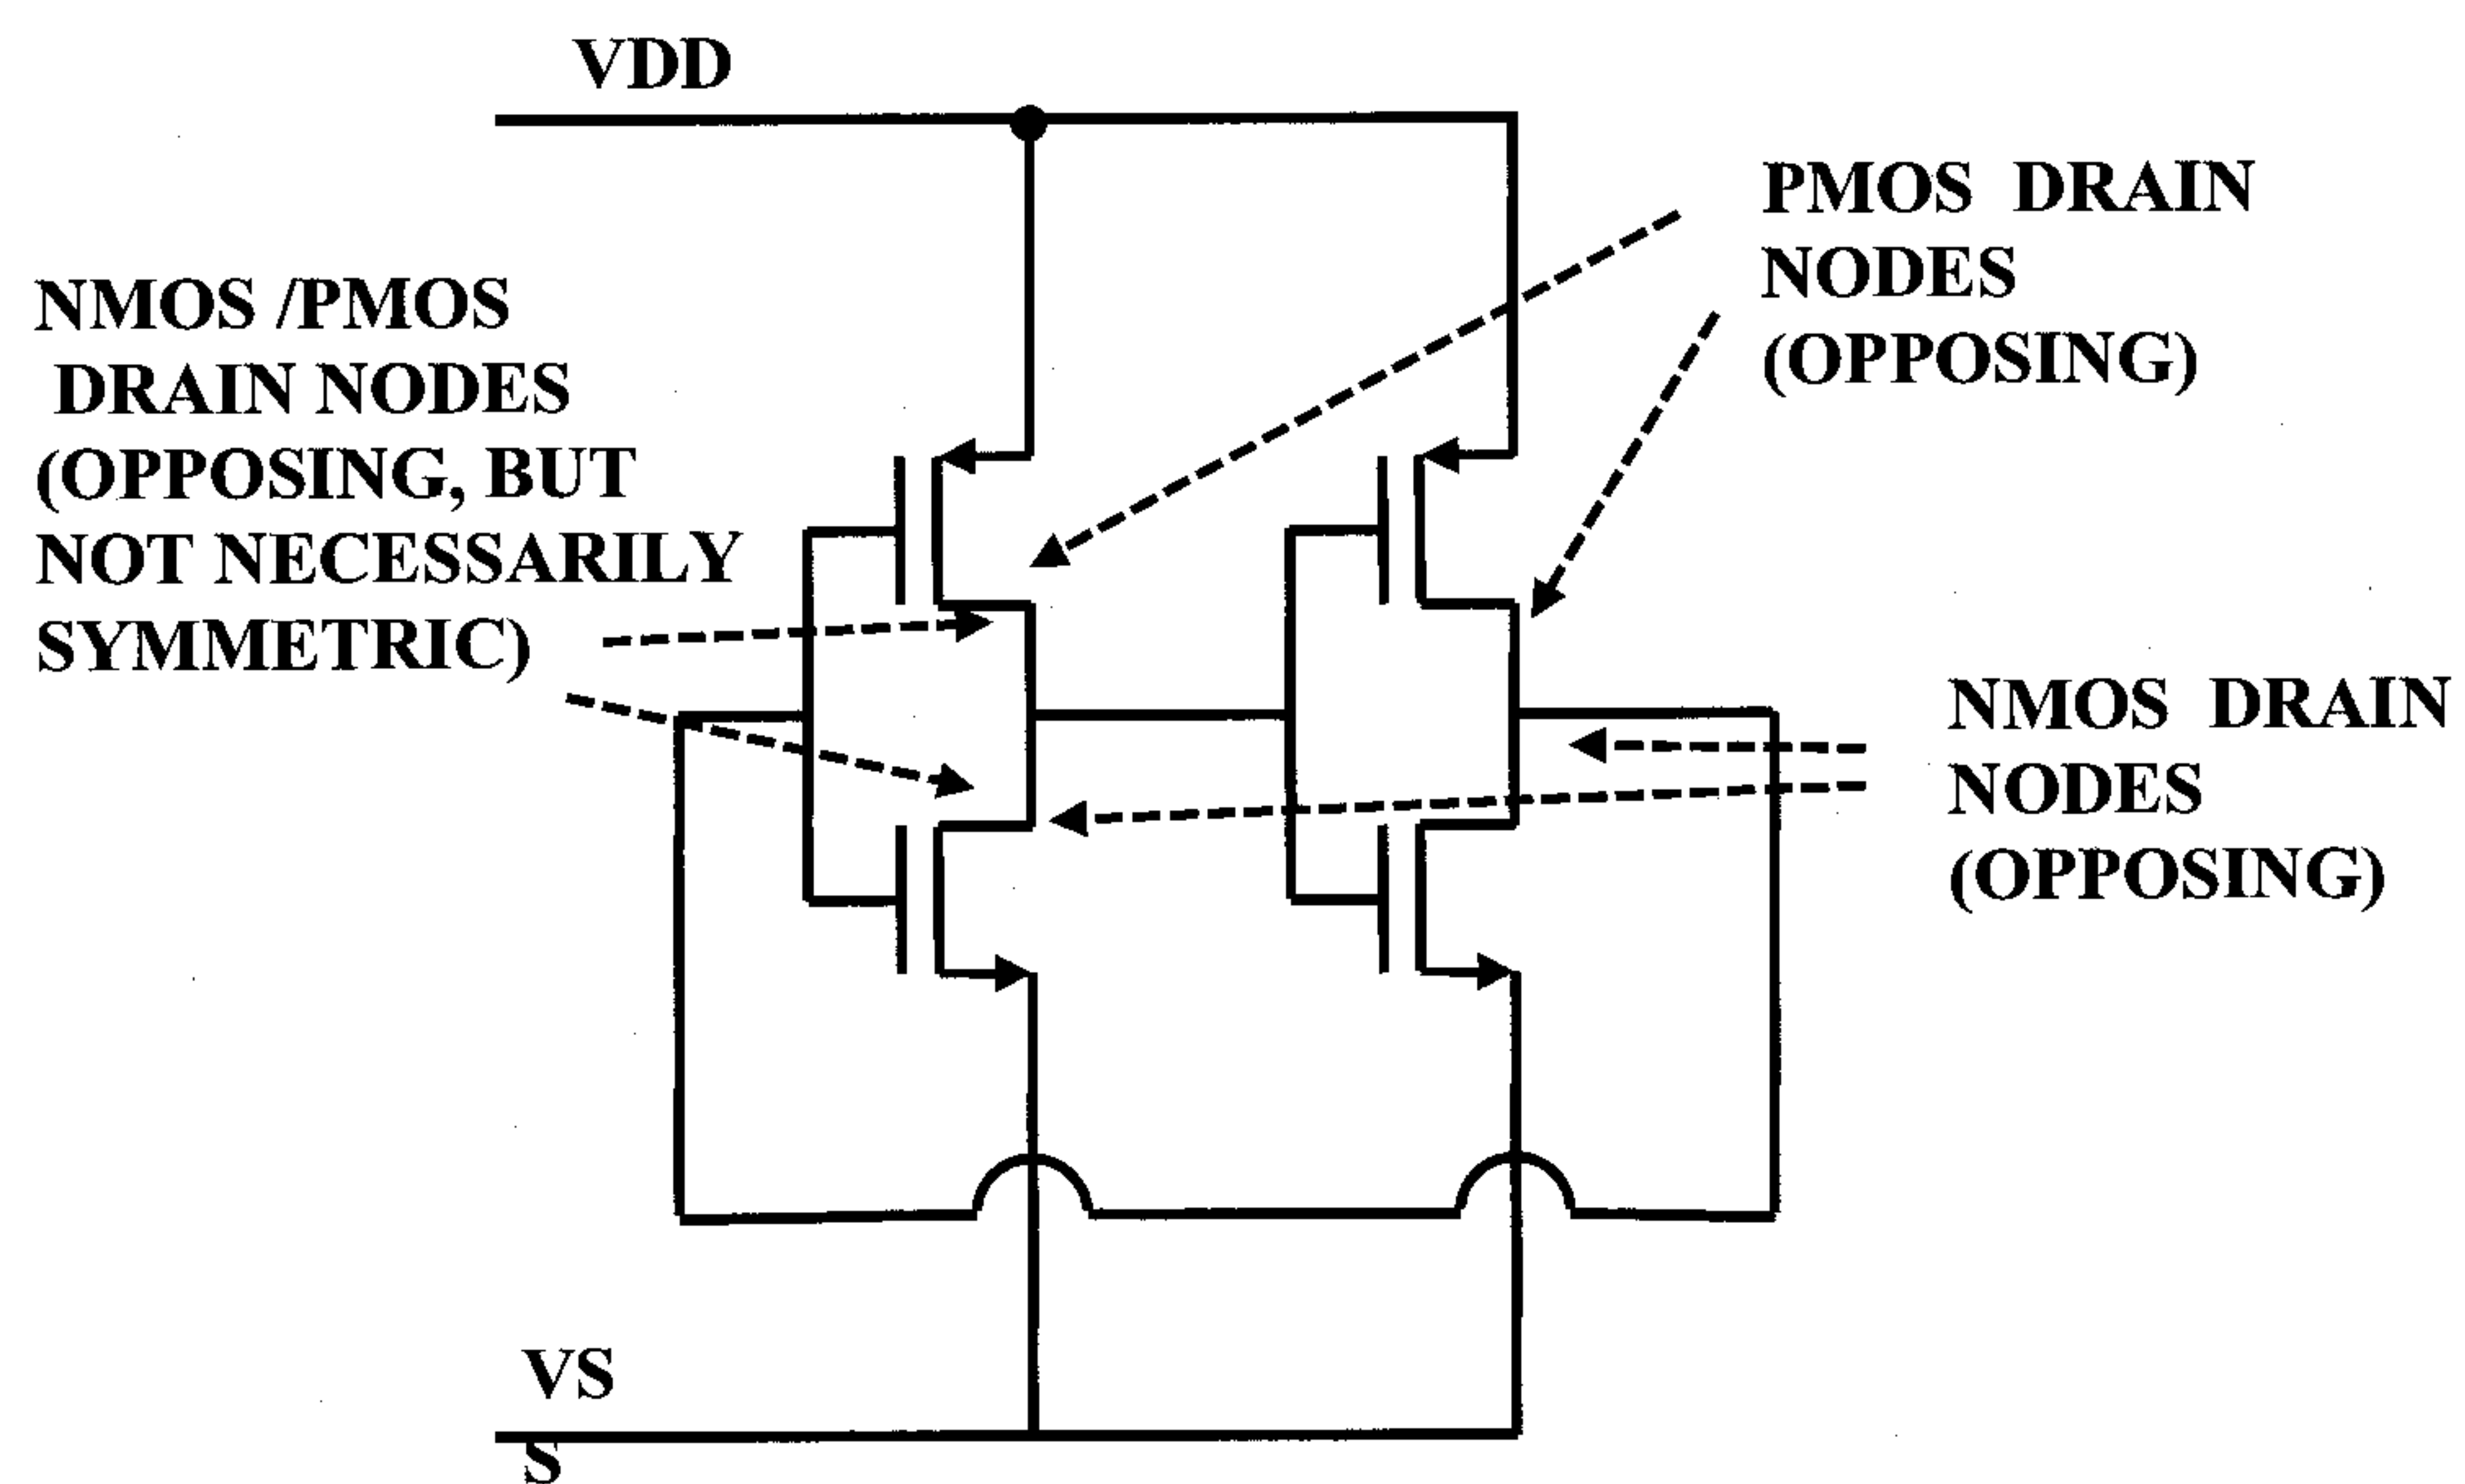 VDD
PMOS DRAIN
NODES
(OPPOSING)
NMOS /PMOS
DRAIN NODES
(OPPOSING, BUT
NOT NECESSARILY
SYMMETRIC)
NMOS DRAIN
NODES
(OPPOSING)
VS
S